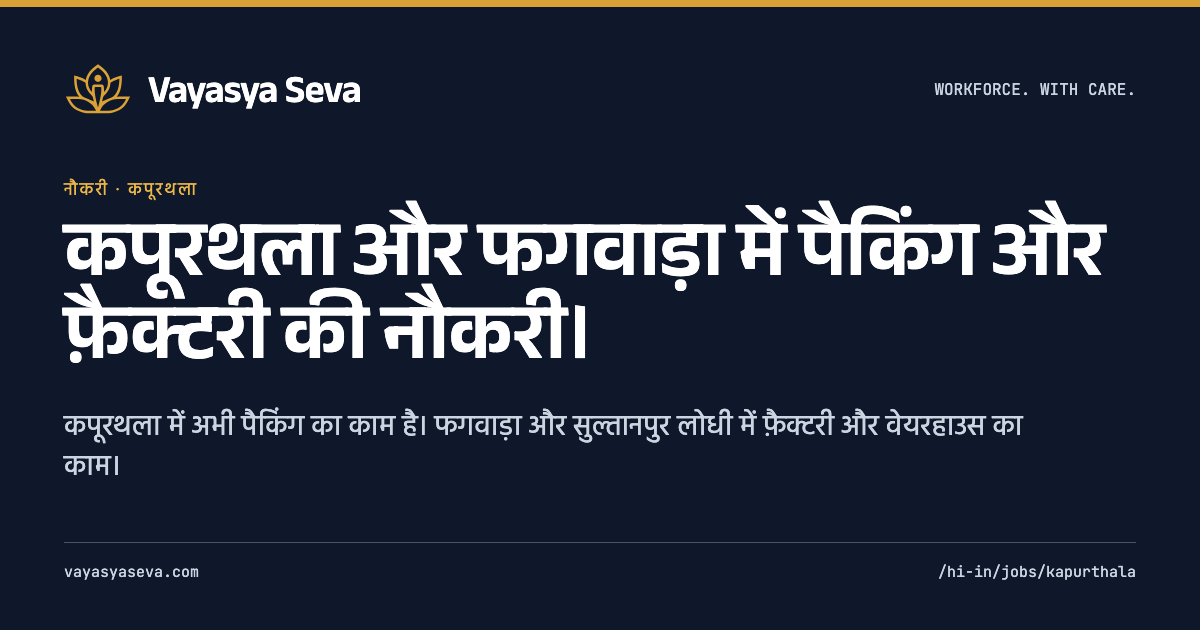 Vayasya Seva
WORKFORCE. WITH CARE.
नौकरी · कपूरथला
कपूरथला और फगवाड़ा में पैकिंग और
फ़ैक्टरी की नौकरी।
कपूरथला में अभी पैकिंग का काम है। फगवाड़ा और सुल्तानपुर लोधी में फ़ैक्टरी और वेयरहाउस का
काम।
vayasyaseva.com
/hi-in/jobs/kapurthala